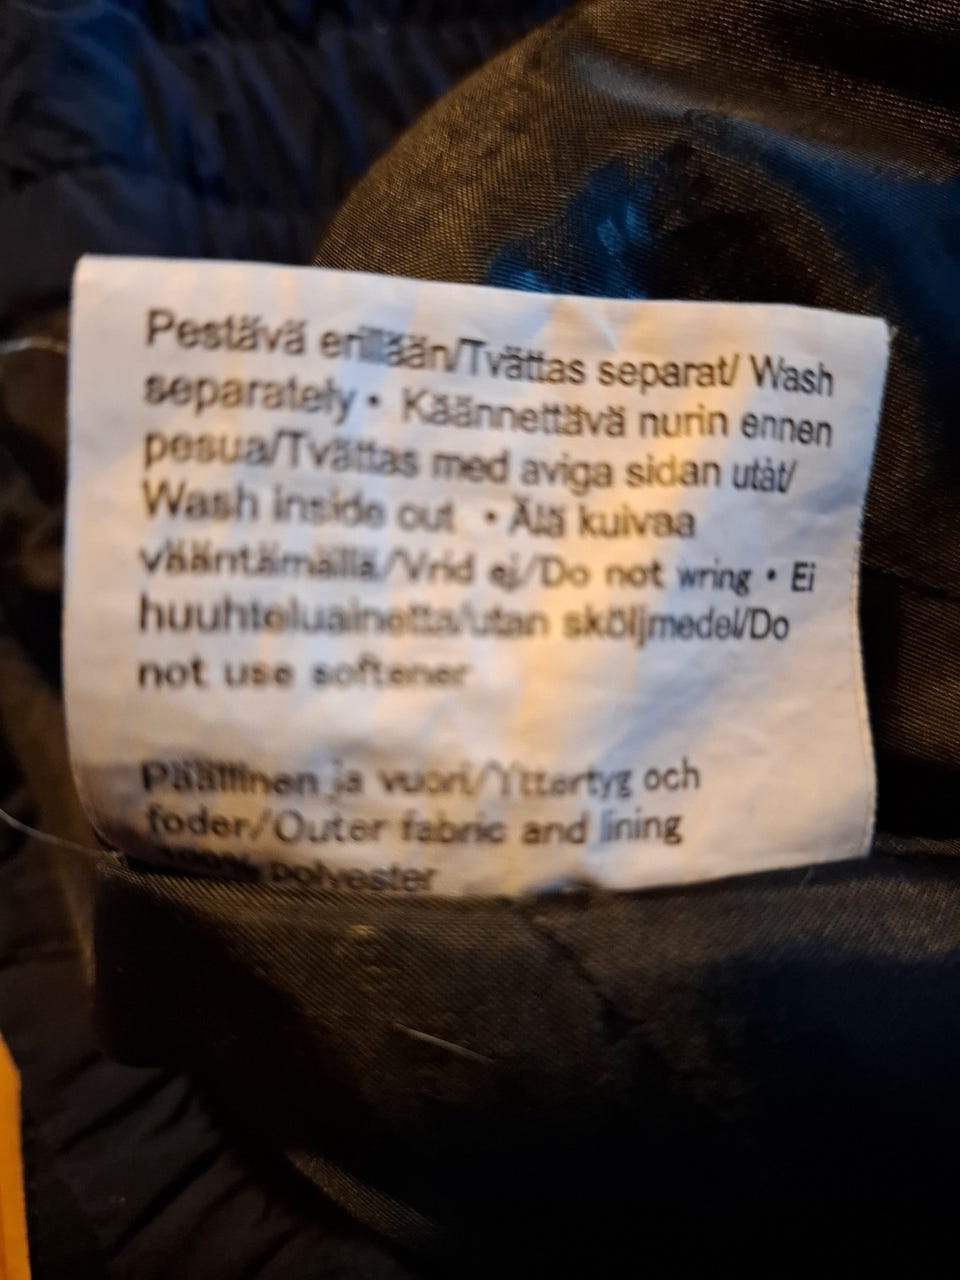 Pestävä erillään/Tvättas separat/ Wash
separately • Käännettävä nurin ennen
pesua/Tvättas med aviga sidan utåt/
Wash inside out • Älä kuivaa
vääntämällä/Vrid ej/Do not wring • Ei
huuhteluainetta/utan sköljmedel/Do
not use softener
Päällinen ja vuori/Yttertyg och
foder/Outer fabric and lining
100% Polyester